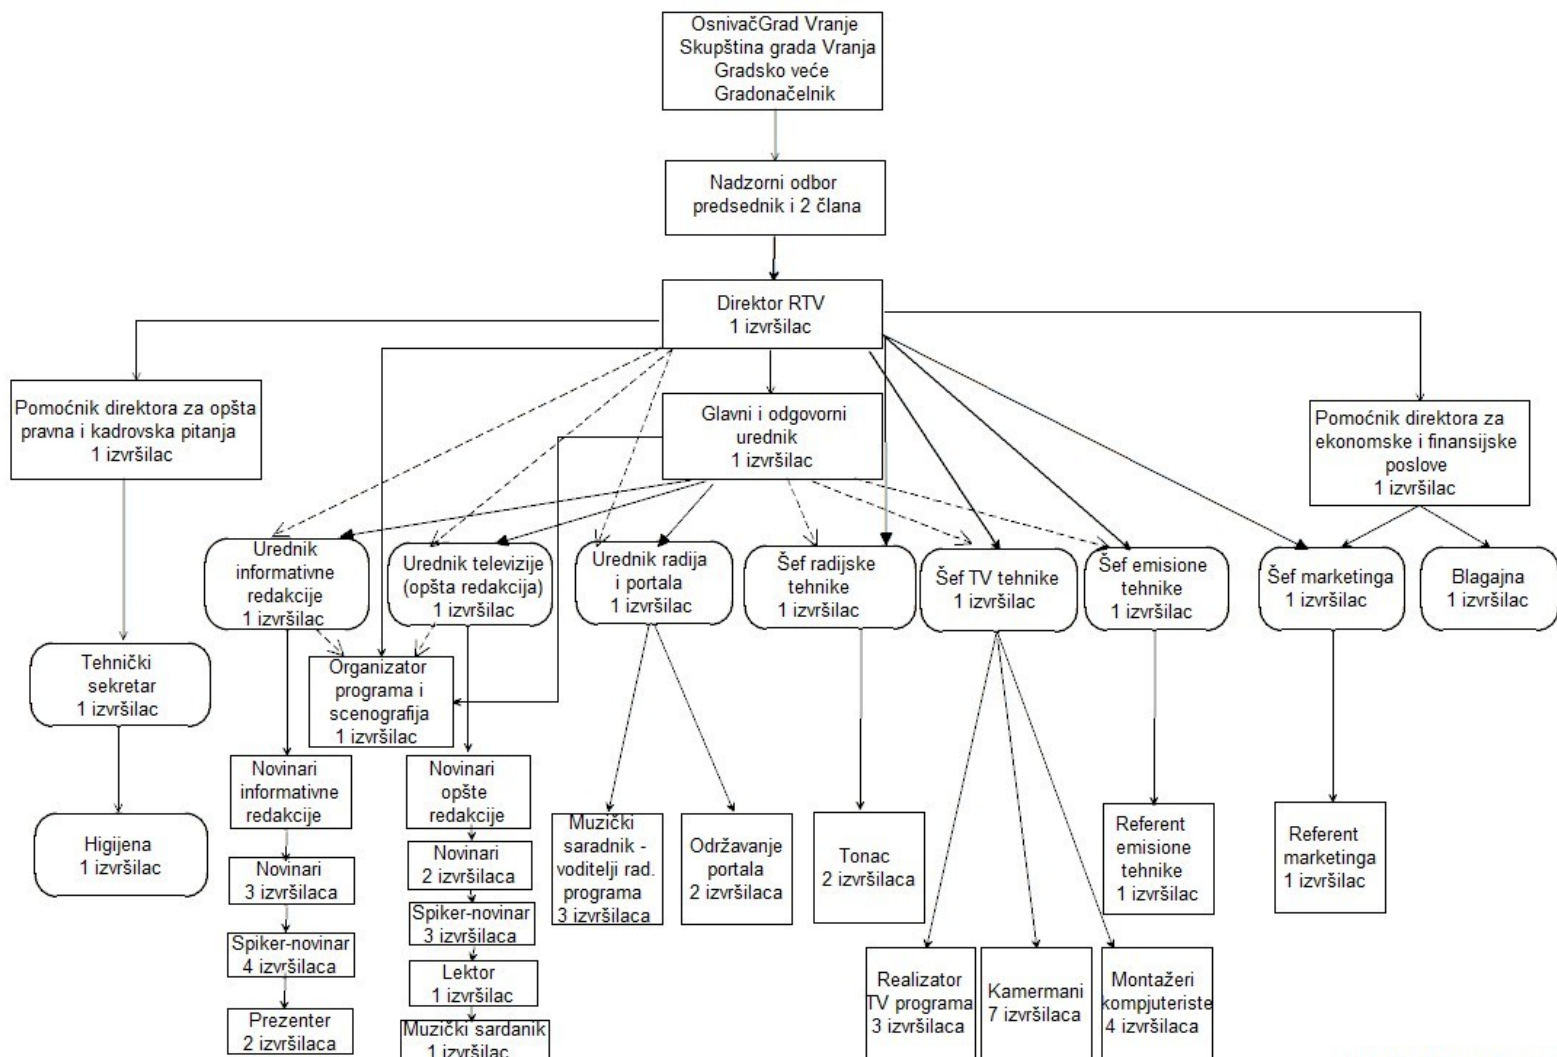 OsnivačGrad Vranje
Skupština grada Vranja
Gradsko veće
Gradonačelnik
Nadzorni odbor
predsednik i 2 člana
Direktor RTV
1 izvršilac
Pomoćnik direktora za opšta
pravna i kadrovska pitanja
1 izvršilac
Glavni i odgovorni
urednik
1 izvršilac
Pomoćnik direktora za
ekonomske i finansijske
poslove
1 izvršilac
Urednik
informativne
redakcije
1 izvršilac
Urednik televizije
(opšta redakcija)
1 izvršilac
Urednik radija
i portala
1 izvršilac
Šef radijske
tehnike
1 izvršilac
Šef TV tehnike
1 izvršilac
Šef emisione
tehnike
1 izvršilac
Šef marketinga
1 izvršilac
Blagajna
1 izvršilac
Tehnički
sekretar
1 izvršilac
Organizator
programa i
scenografija
1 izvršilac
Novinari
informativne
redakcije
Novinari
opšte
redakcije
Higijena
1 izvršilac
Muzički
saradnik -
voditelji rad.
programa
3 izvršilaca
Održavanje
portala
2 izvršilaca
Tonac
2 izvršilaca
Referent
emisione
tehnike
1 izvršilac
Referent
marketinga
1 izvršilac
Novinari
3 izvršilaca
Novinari
2 izvršilaca
Spiker-novinar
4 izvršilaca
Spiker-novinar
3 izvršilaca
Lektor
1 izvršilac
Prezenter
2 izvršilaca
Muzički sardanik
1 izvršilac
Realizator
TV programa
3 izvršilaca
Kamermani
7 izvršilaca
Montažeri
kompjuteriste
4 izvršilaca